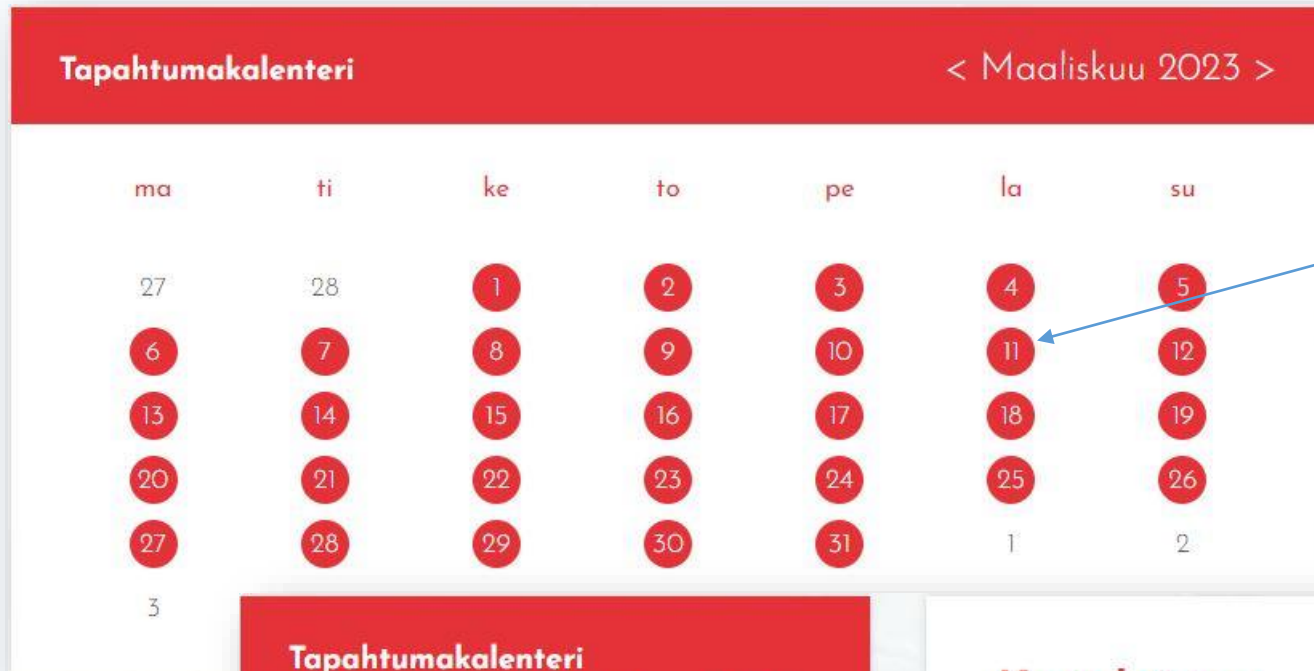 Tapahtumakalenteri < Maaliskuu 2023 >
ma ti ke to pe la su
27 28 1 2 3 4 5
6 7 8 9 10 11 12
13 14 15 16 17 18 19
20 21 22 23 24 25 26
27 28 29 30 31 1 2
3
Tapahtumakalenteri